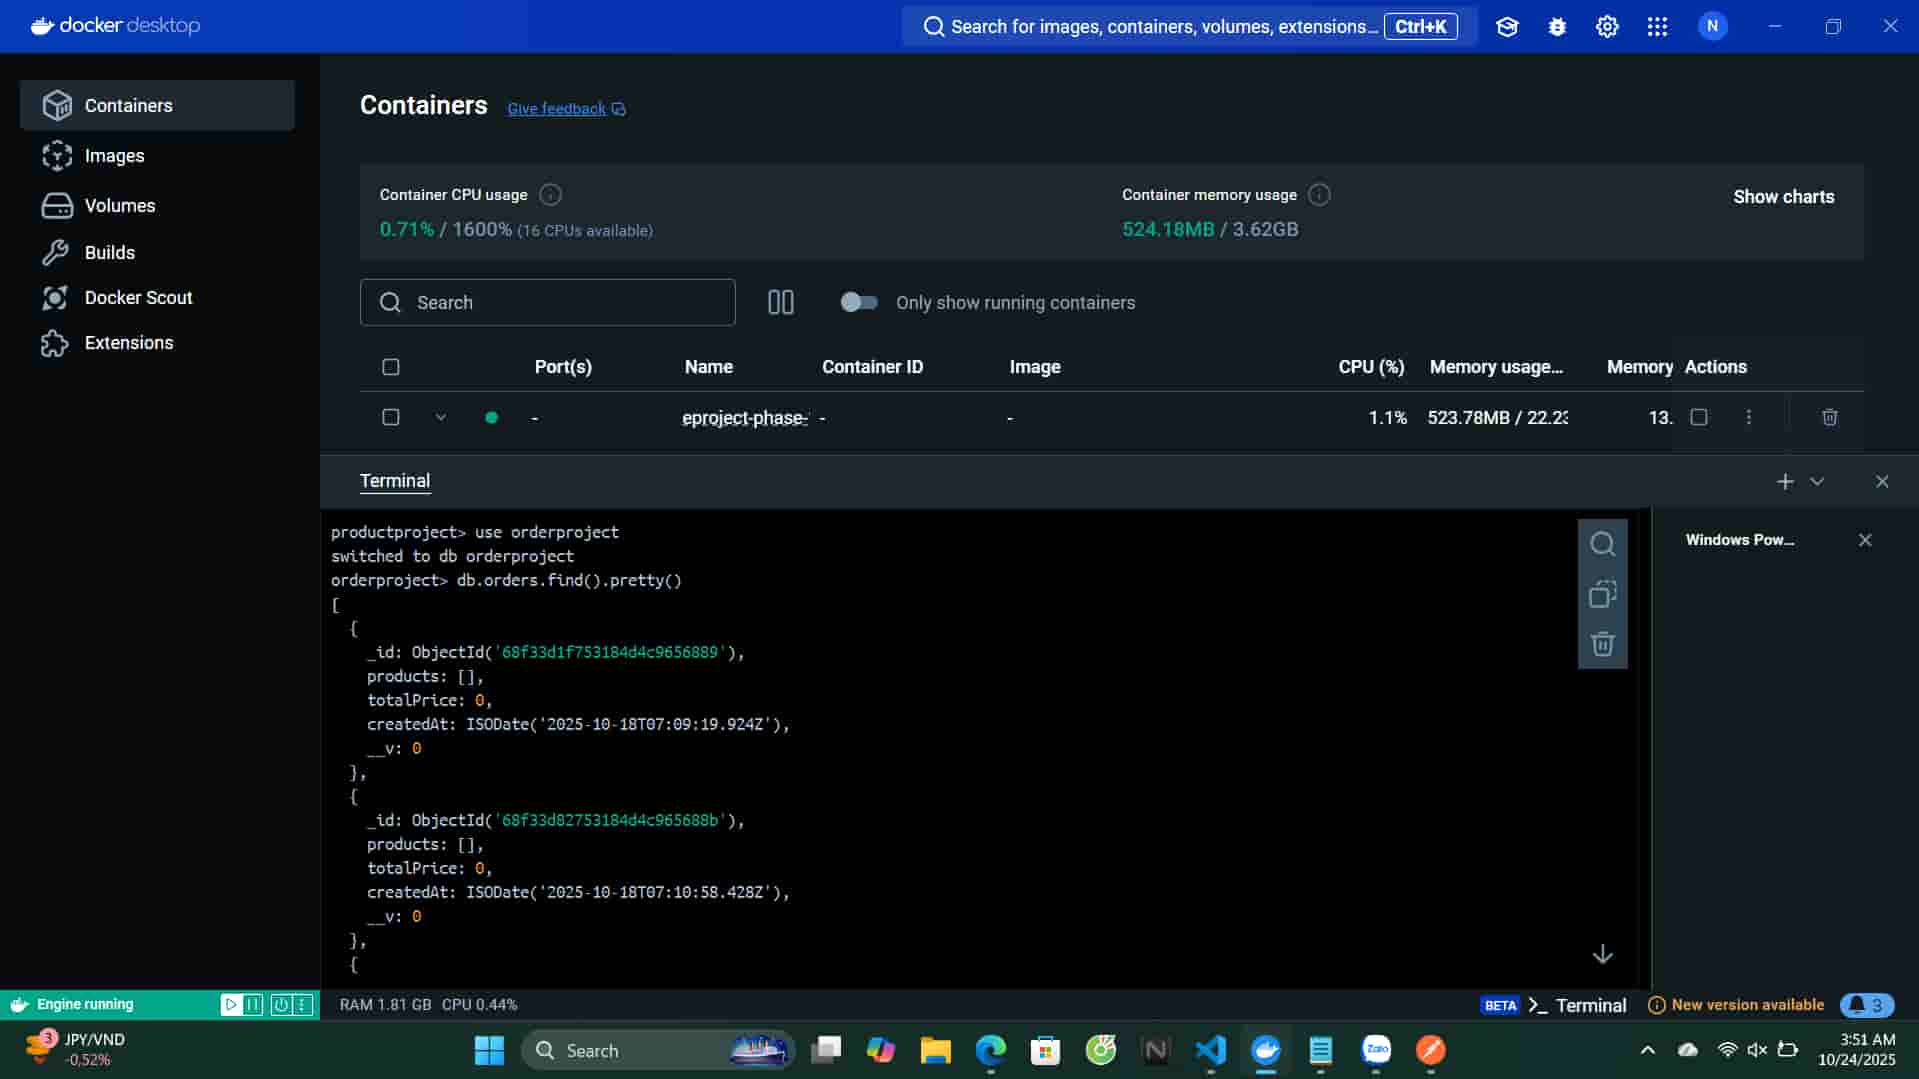 docker desktop
Search for images, containers, volumes, extensions... Ctrl+K
N
Containers
Images
Volumes
Builds
Docker Scout
Extensions
Containers Give feedback
Container CPU usage
0.71% / 1600% (16 CPUs available)
Container memory usage
524.18MB / 3.62GB
Show charts
Search
Only show running containers
Port(s) Name Container ID Image CPU (%) Memory usage... Memory Actions
- eproject-phase- - - 1.1% 523.78MB / 22.23 13.
Terminal
productproject> use orderproject
switched to db orderproject
orderproject> db.orders.find().pretty()
[
{
_id: ObjectId('68f33d1f753184d4c9656889'),
products: [],
totalPrice: 0,
createdAt: ISODate('2025-10-18T07:09:19.924Z'),
__v: 0
},
{
_id: ObjectId('68f33d82753184d4c965688b'),
products: [],
totalPrice: 0,
createdAt: ISODate('2025-10-18T07:10:58.428Z'),
__v: 0
},
{
Windows Pow...
Engine running
RAM 1.81 GB CPU 0.44%
BETA >_ Terminal
New version available
3
3
JPY/VND
-0,52%
Search
Zalo
3:51 AM
10/24/2025